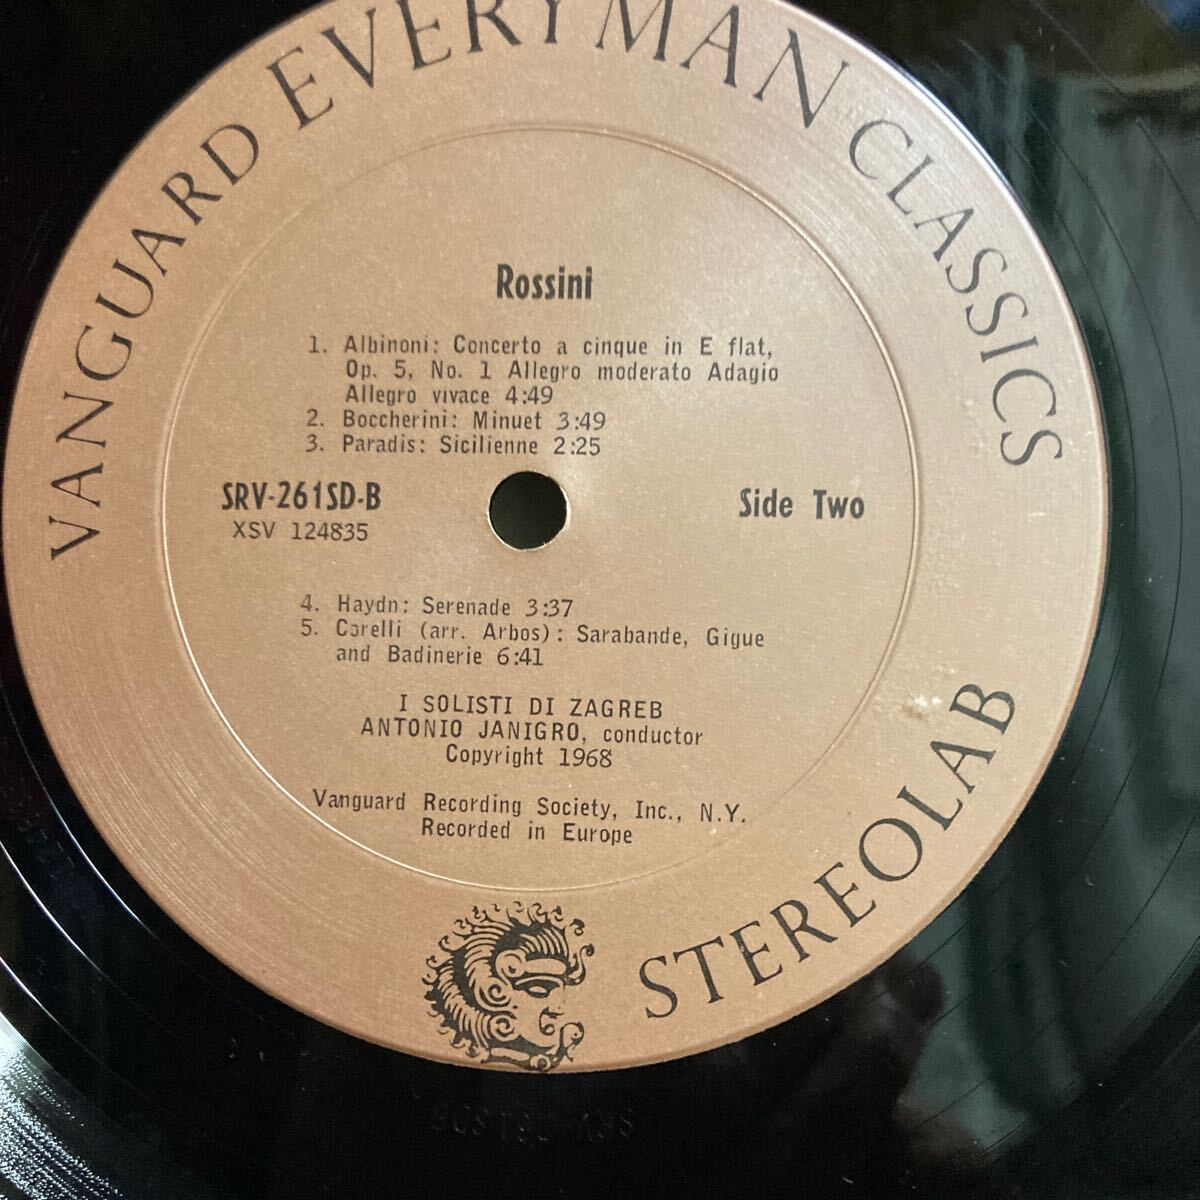 VANGUARD EVERYMAN CLASSICS
Rossini
1. Albinoni: Concerto a cinque in E flat,
Op. 5, No. 1 Allegro moderato Adagio
Allegro vivace 4:49
2. Boccherini: Minuet 3:49
3. Paradis: Sicilienne 2:25
SRV-261SD-B
XSV 124835
Side Two
4. Haydn: Serenade 3:37
5. Corelli (arr. Arbos): Sarabande, Gigue
and Badinerie 6:41
I SOLISTI DI ZAGREB
ANTONIO JANIGRO, conductor
Copyright 1968
Vanguard Recording Society, Inc., N.Y.
Recorded in Europe
STEREOLAB